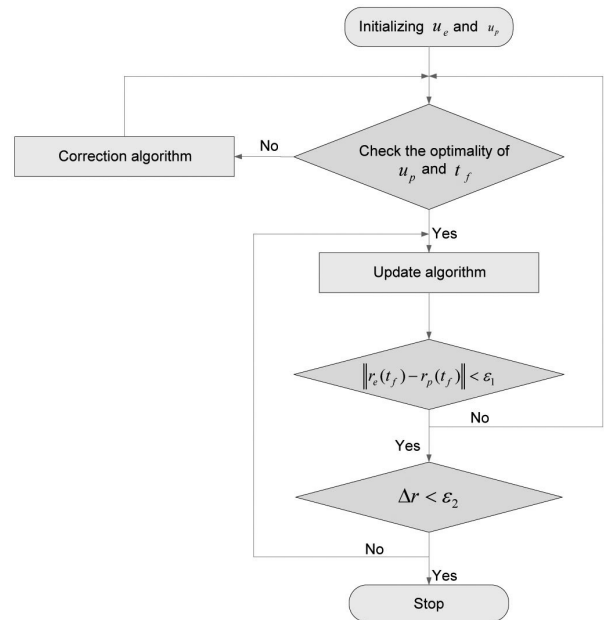 Initializing u_e and u_p
Check the optimality of
u_p and t_f
No
Correction algorithm
Yes
Update algorithm
‖r_e(t_f) − r_p(t_f)‖ < ε_1
No
Yes
Δr < ε_2
No
Yes
Stop